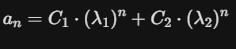 aₙ = C₁ · (λ₁)ⁿ + C₂ · (λ₂)ⁿ